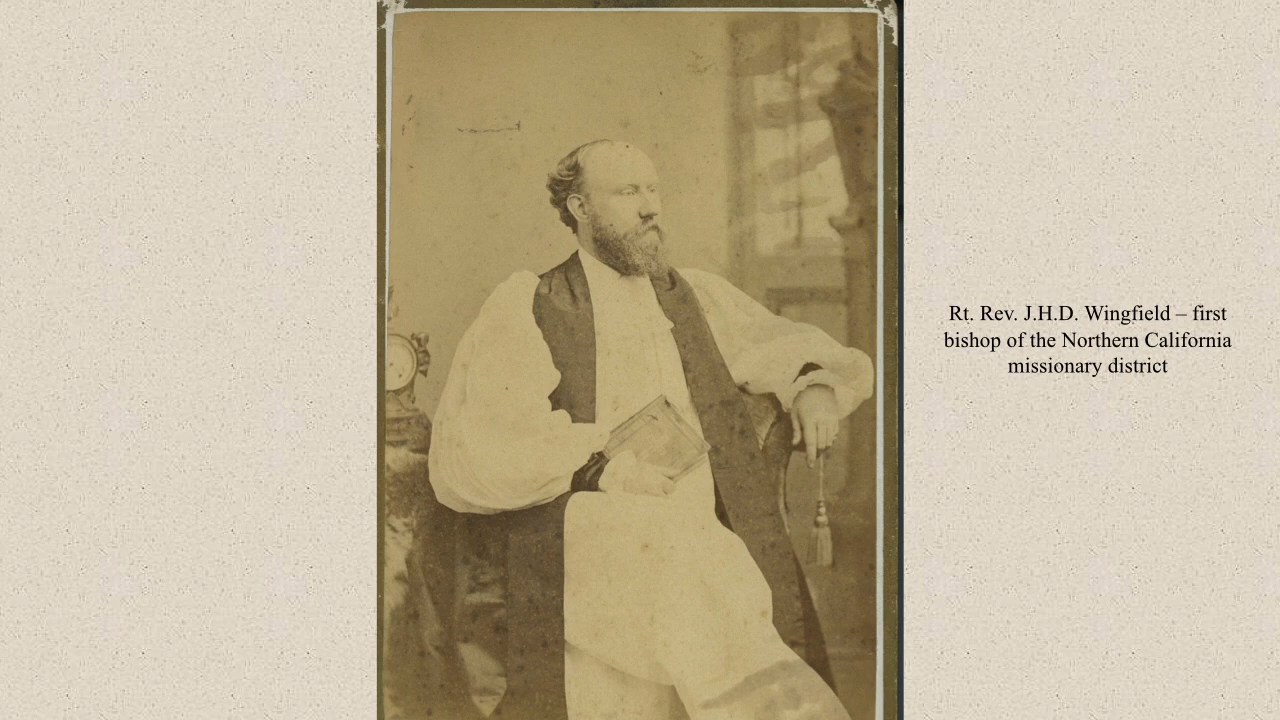 Rt. Rev. J.H.D. Wingfield – first
bishop of the Northern California
missionary district